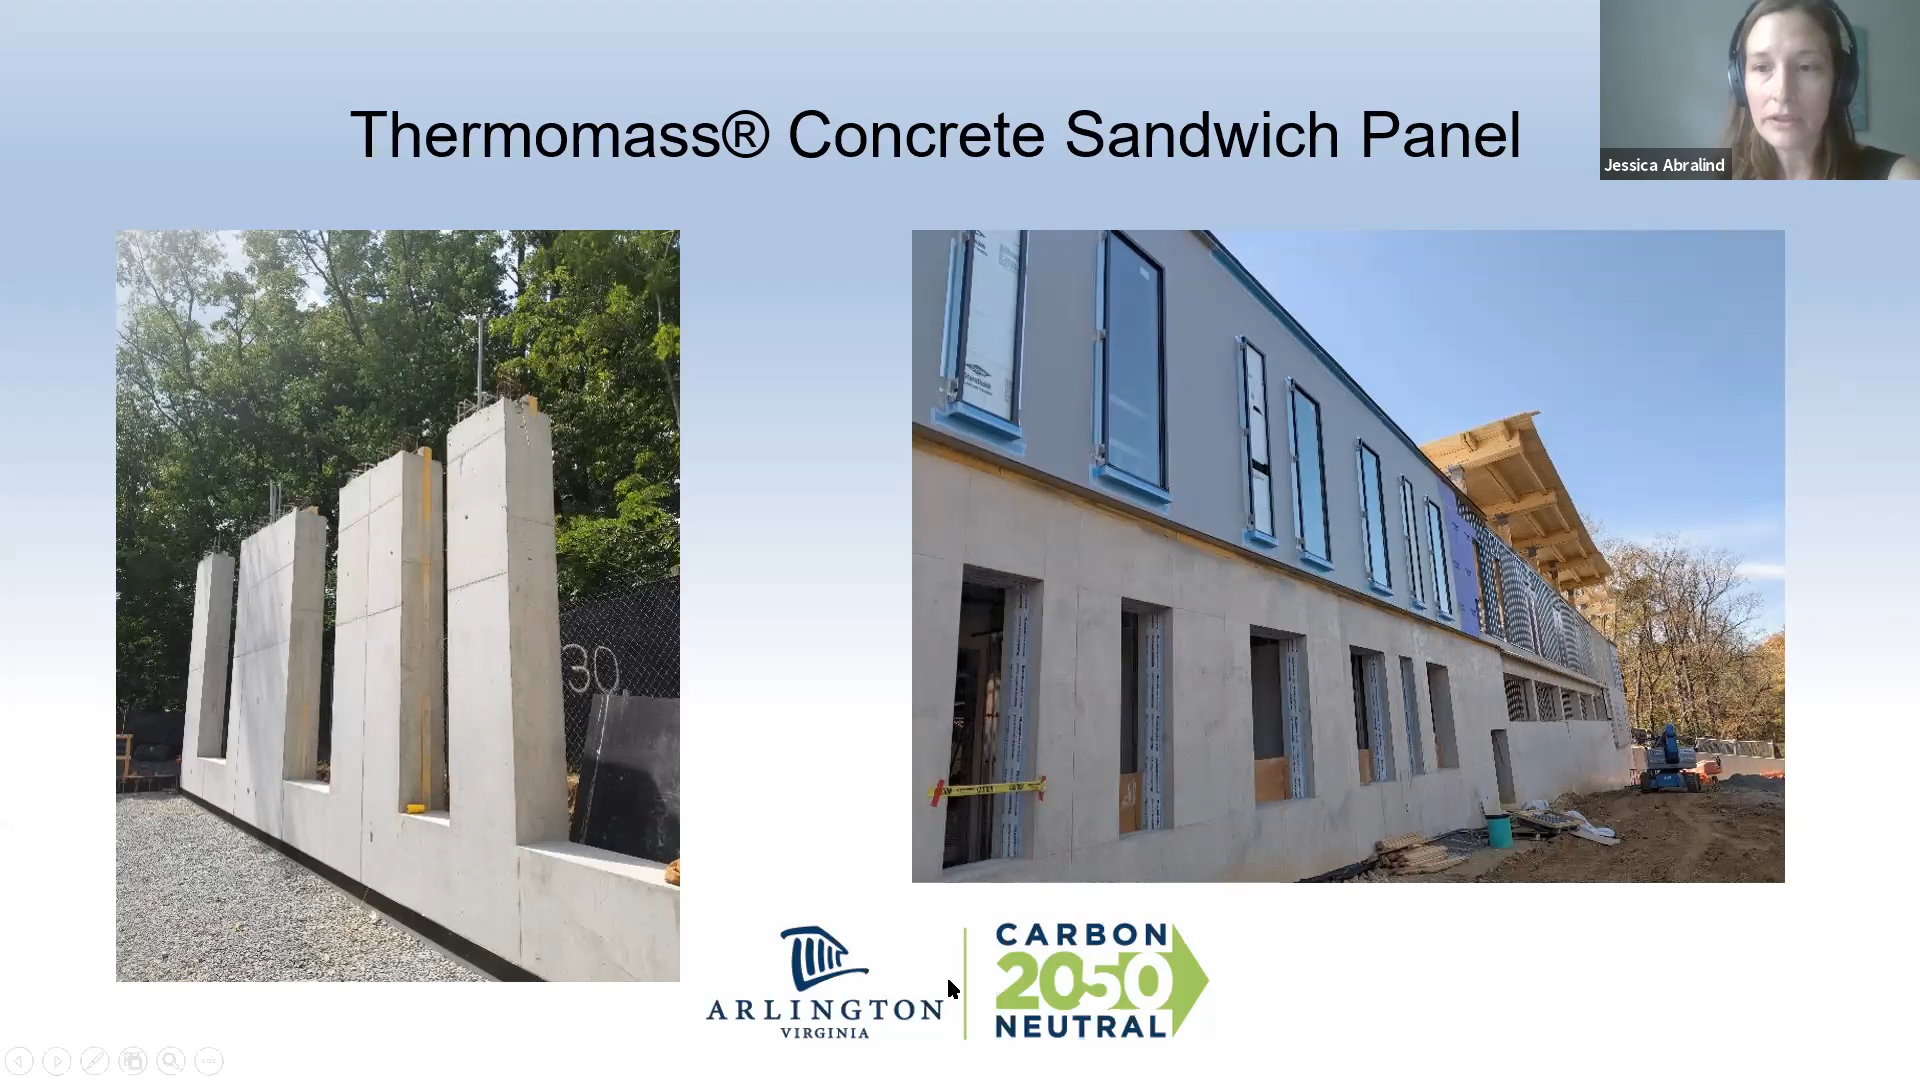 Thermomass® Concrete Sandwich Panel
Jessica Abralind
30
ARLINGTON
VIRGINIA
CARBON
2050
NEUTRAL